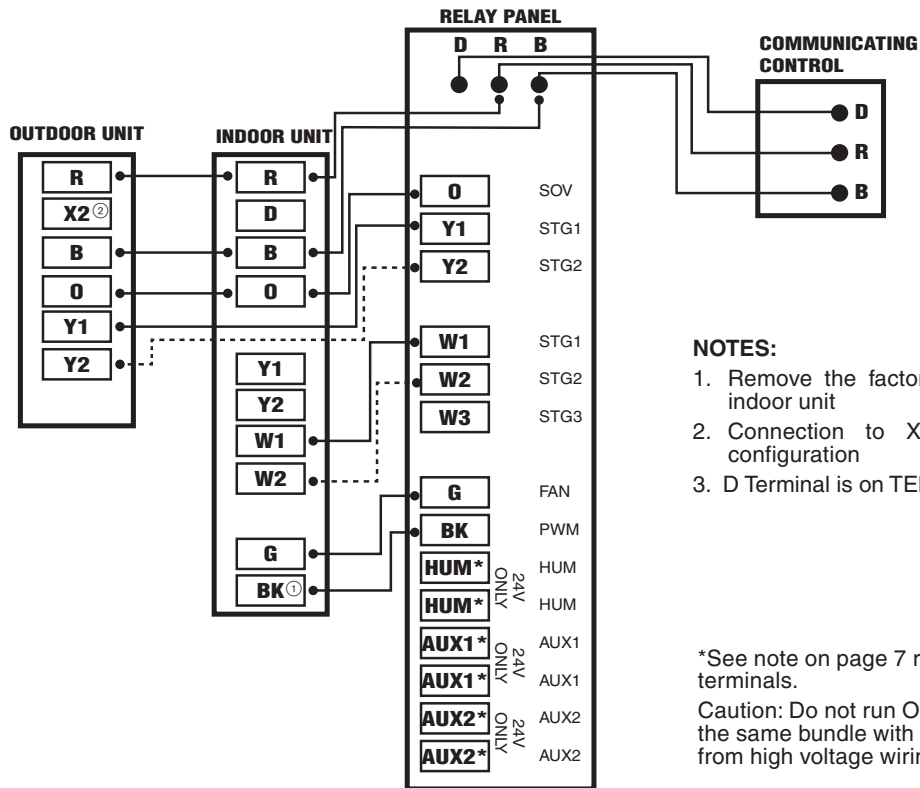 RELAY PANEL
D R B
COMMUNICATING
CONTROL
D
R
B
OUTDOOR UNIT
R
X2②
B
O
Y1
Y2
INDOOR UNIT
R
D
B
O
Y1
Y2
W1
W2
G
BK①
O SOV
Y1 STG1
Y2 STG2
W1 STG1
W2 STG2
W3 STG3
G FAN
BK PWM
HUM* HUM
HUM* HUM
24V
ONLY
AUX1* AUX1
AUX1* AUX1
24V
ONLY
AUX2* AUX2
AUX2* AUX2
24V
ONLY
NOTES:
1. Remove the
indoor unit
2. Connection to
configuration
3. D Terminal is on
*See note on page 7
terminals.
Caution: Do not run
the same bundle with
from high voltage